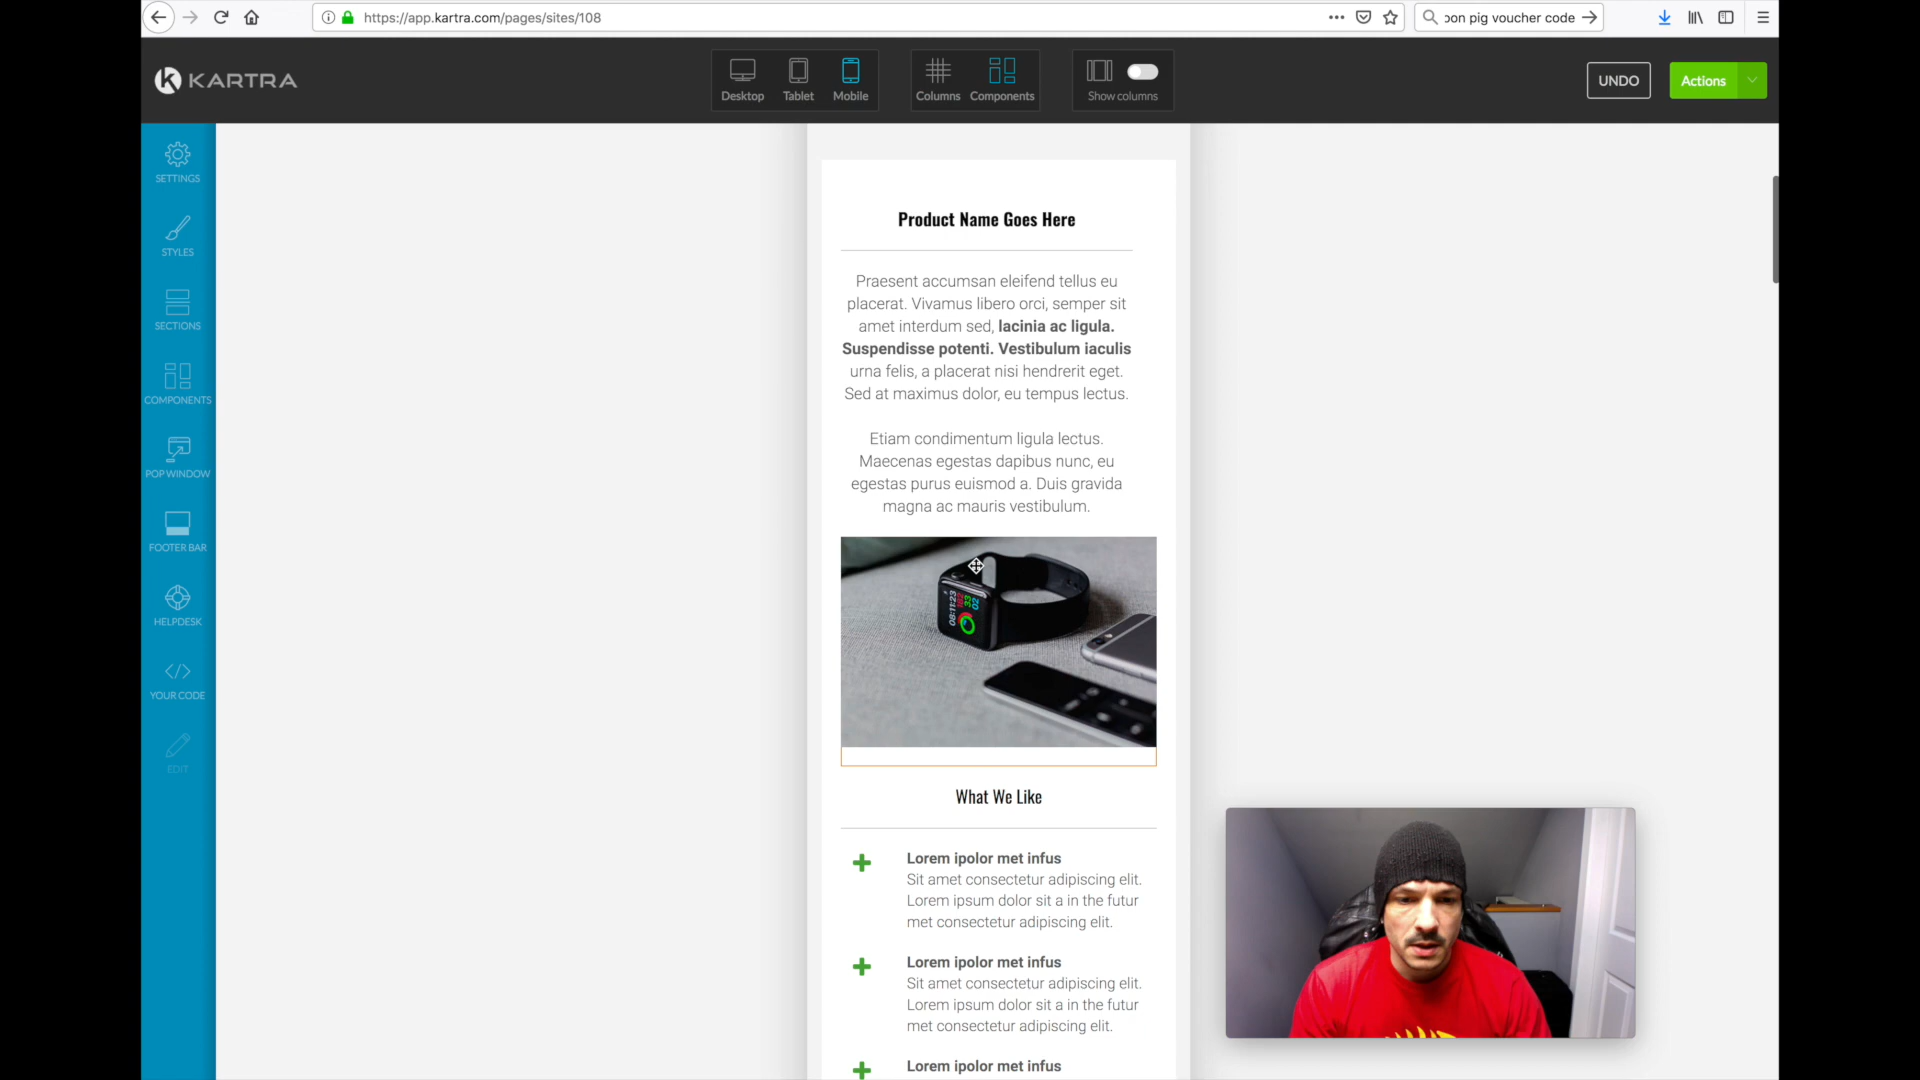 https://app.kartra.com/pages/sites/108
oon pig voucher code
KARTRA
Desktop
Tablet
Mobile
Columns
Components
Show columns
UNDO
Actions
SETTINGS
STYLES
SECTIONS
COMPONENTS
POP WINDOW
FOOTER BAR
HELPDESK
YOUR CODE
EDIT
Product Name Goes Here
Praesent accumsan eleifend tellus eu
placerat. Vivamus libero orci, semper sit
amet interdum sed, lacinia ac ligula.
Suspendisse potenti. Vestibulum iaculis
urna felis, a placerat nisi hendrerit eget.
Sed at maximus dolor, eu tempus lectus.
Etiam condimentum ligula lectus.
Maecenas egestas dapibus nunc, eu
egestas purus euismod a. Duis gravida
magna ac mauris vestibulum.
08:11:23
What We Like
Lorem ipolor met infus
Sit amet consectetur adipiscing elit.
Lorem ipsum dolor sit a in the futur
met consectetur adipiscing elit.
Lorem ipolor met infus
Sit amet consectetur adipiscing elit.
Lorem ipsum dolor sit a in the futur
met consectetur adipiscing elit.
Lorem ipolor met infus